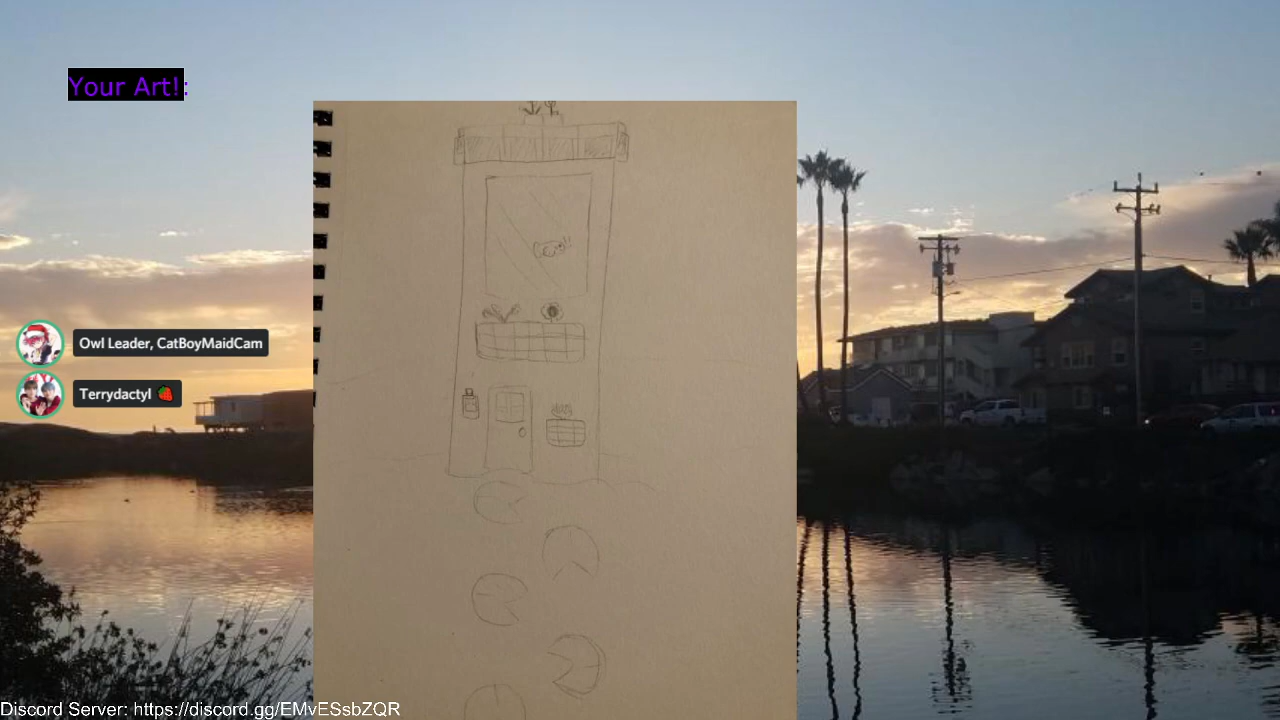 Your Art!:
Owl Leader, CatBoyMaidCam
Terrydactyl 🍓
Discord Server: https://discord.gg/EMvESsbZQR